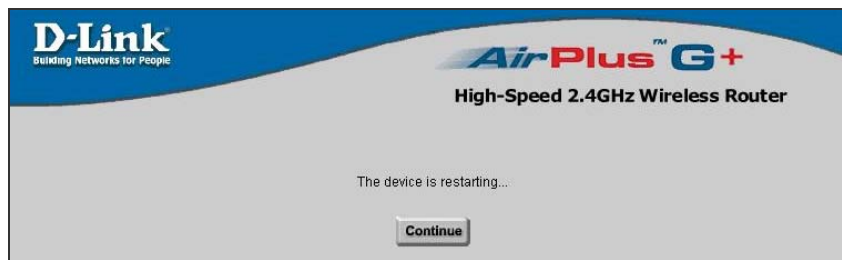 D-Link
Building Networks for People
AirPlus™ G+
High-Speed 2.4GHz Wireless Router
The device is restarting...
Continue